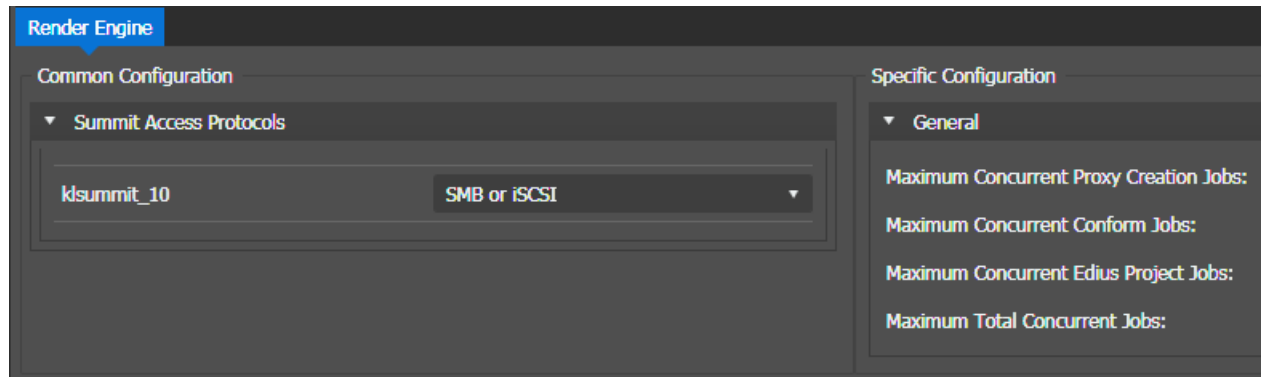 Render Engine
Common Configuration
Summit Access Protocols
klsummit_10
SMB or iSCSI
Specific Configuration
General
Maximum Concurrent Proxy Creation Jobs:
Maximum Concurrent Conform Jobs:
Maximum Concurrent Edius Project Jobs:
Maximum Total Concurrent Jobs: